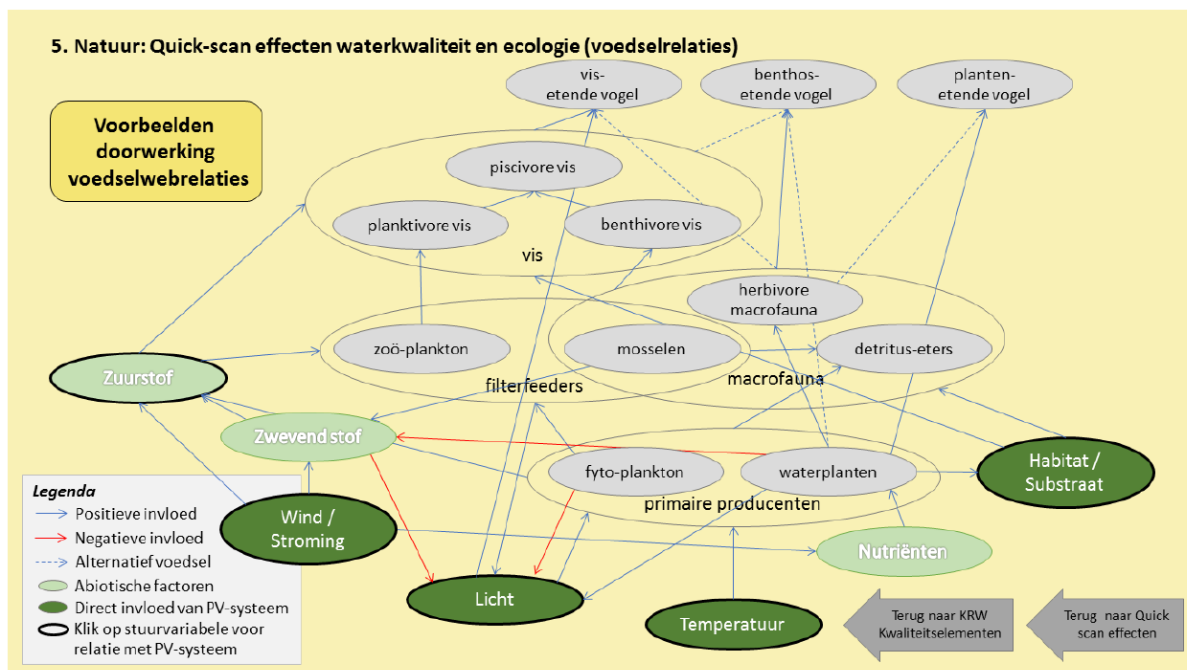 5. Natuur: Quick-scan effecten waterkwaliteit en ecologie (voedselrelaties)
vis-
etende vogel
benthos-
etende vogel
planten-
etende vogel
Voorbeelden
doorwerking
voedselwebrelaties
piscivore vis
planktivore vis
benthivore vis
vis
herbivore
macrofauna
zoö-plankton
mosselen
detritus-eters
filterfeeders
macrofauna
Zuurstof
Zwevend stof
fyto-plankton
waterplanten
primaire producenten
Habitat /
Substraat
Legenda
Positieve invloed
Negatieve invloed
Alternatief voedsel
Abiotische factoren
Direct invloed van PV-systeem
Klik op stuurvariabele voor
relatie met PV-systeem
Wind /
Stroming
Nutriënten
Licht
Temperatuur
Terug naar KRW
Kwaliteitselementen
Terug naar Quick
scan effecten